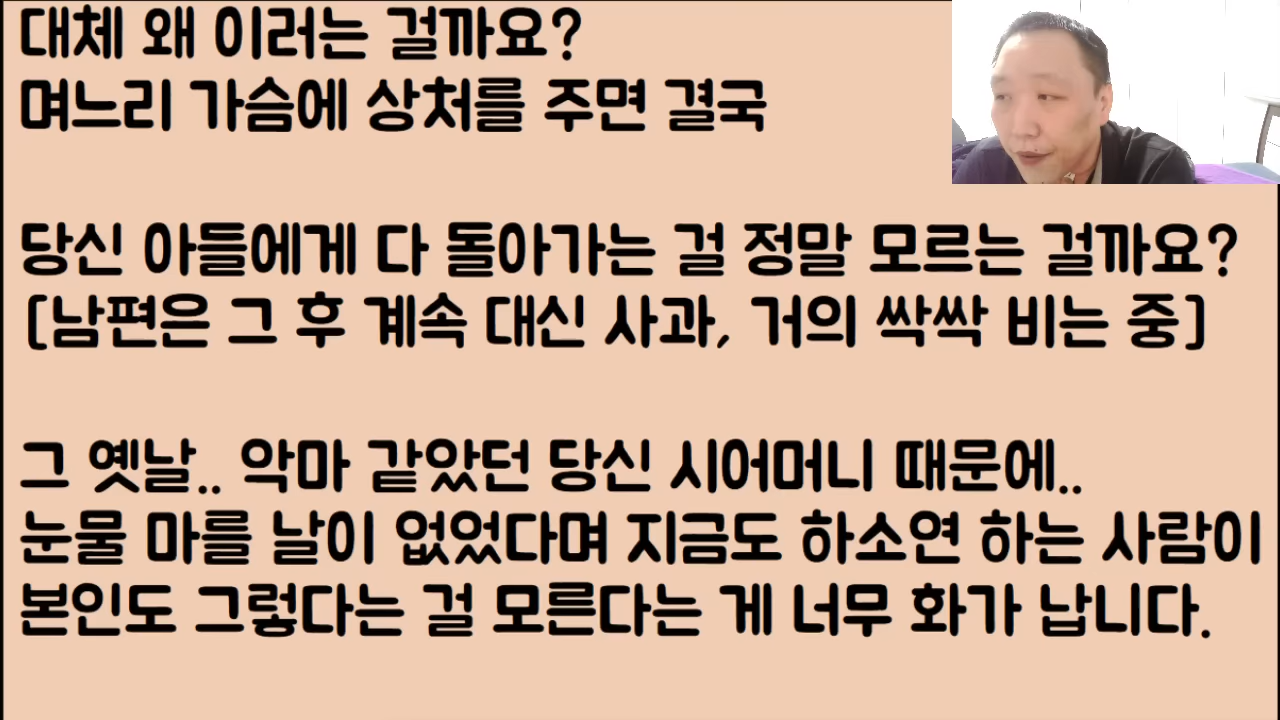 대체 왜 이러는 걸까요?
며느리 가슴에 상처를 주면 결국
당신 아들에게 다 돌아가는 걸 정말 모르는 걸까요?
[남편은 그 후 계속 대신 사과, 거의 싹싹 비는 중]
그 옛날.. 악마 같았던 당신 시어머니 때문에..
눈물 마를 날이 없었다며 지금도 하소연 하는 사람이
본인도 그렇다는 걸 모른다는 게 너무 화가 납니다.